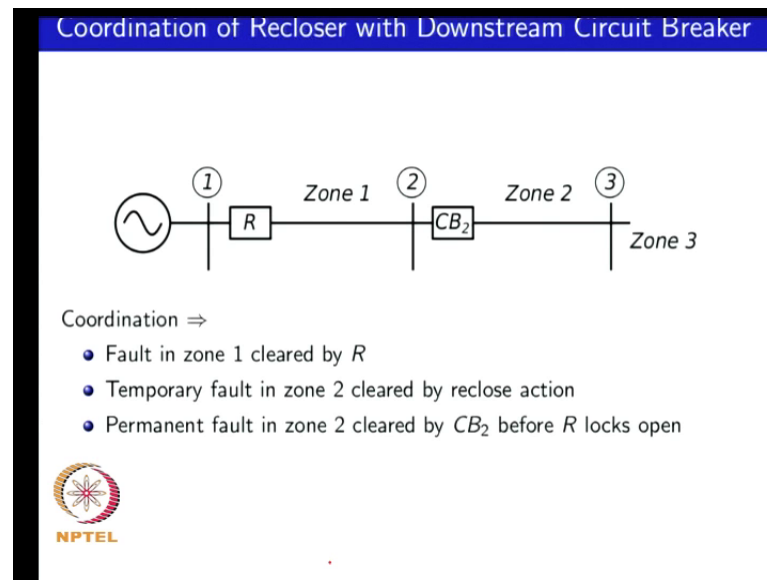 Coordination of Recloser with Downstream Circuit Breaker
1 Zone 1 2 Zone 2 3
R CB₂
Zone 3
Coordination ⇒
Fault in zone 1 cleared by R
Temporary fault in zone 2 cleared by reclose action
Permanent fault in zone 2 cleared by CB₂ before R locks open
NPTEL